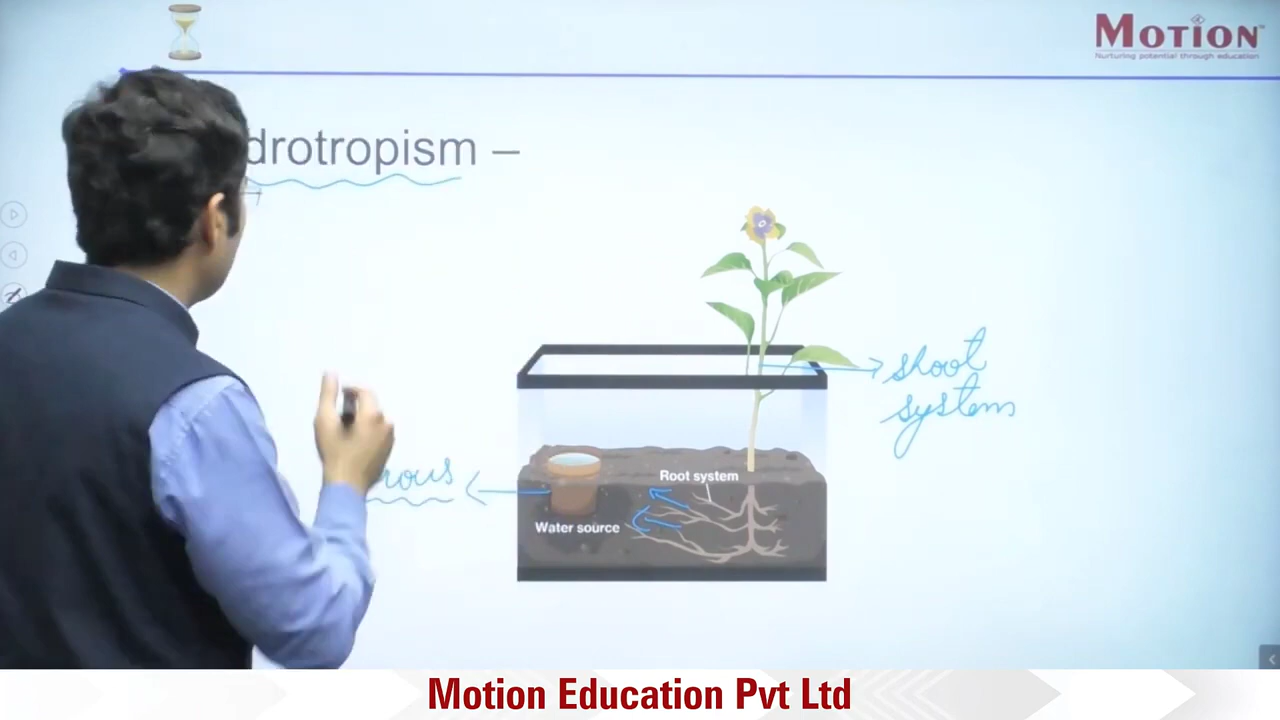 MOTION
Nurturing potential through education
drotropism –
shoot
system
rous
Root system
Water source
Motion Education Pvt Ltd